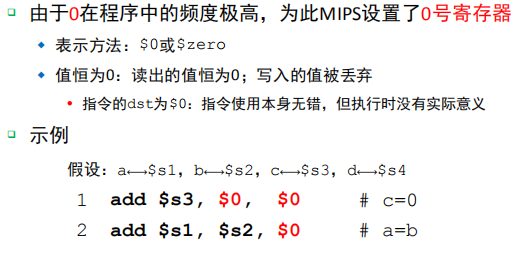 由于0在程序中的频度极高，为此MIPS设置了0号寄存器
表示方法：$0或$zero
值恒为0：读出的值恒为0；写入的值被丢弃
指令的dst为$0：指令使用本身无错，但执行时没有实际意义
示例
假设：a⟷$s1，b⟷$s2，c⟷$s3，d⟷$s4
1 add $s3, $0, $0 # c=0
2 add $s1, $s2, $0 # a=b